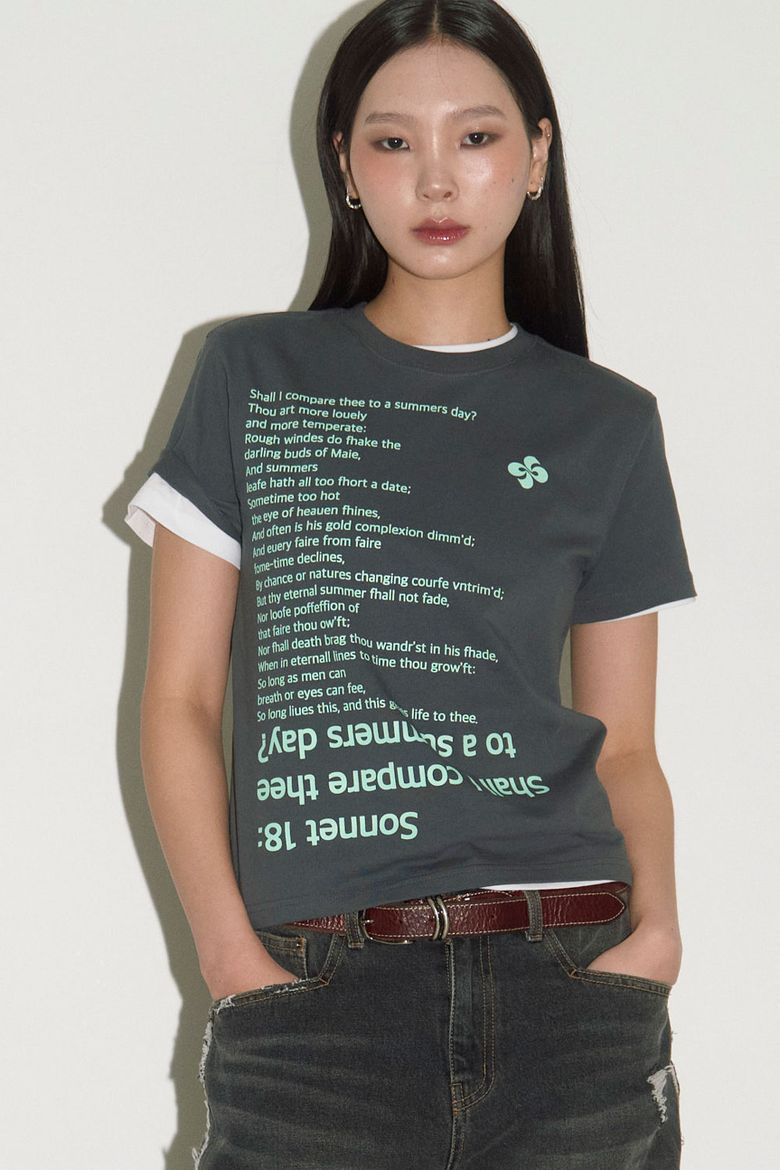 Shall I compare thee to a summers day?
Thou art more louely
and more temperate:
Rough windes do fhake the
darling buds of Maie,
And summers
leafe hath all too fhort a date;
Sometime too hot
the eye of heauen fhines,
And often is his gold complexion dimm'd;
And euery faire from faire
fome-time declines,
By chance or natures changing courfe vntrim'd;
But thy eternal summer fhall not fade,
Nor loofe poffeffion of
that faire thou ow'ft;
Nor fhall death brag thou wandr'st in his fhade,
When in eternall lines to time thou grow'ft:
So long as men can
breath or eyes can fee,
So long liues this, and this giues life to thee.
Sonnet 18:
Shall I compare thee
to a Summers day?